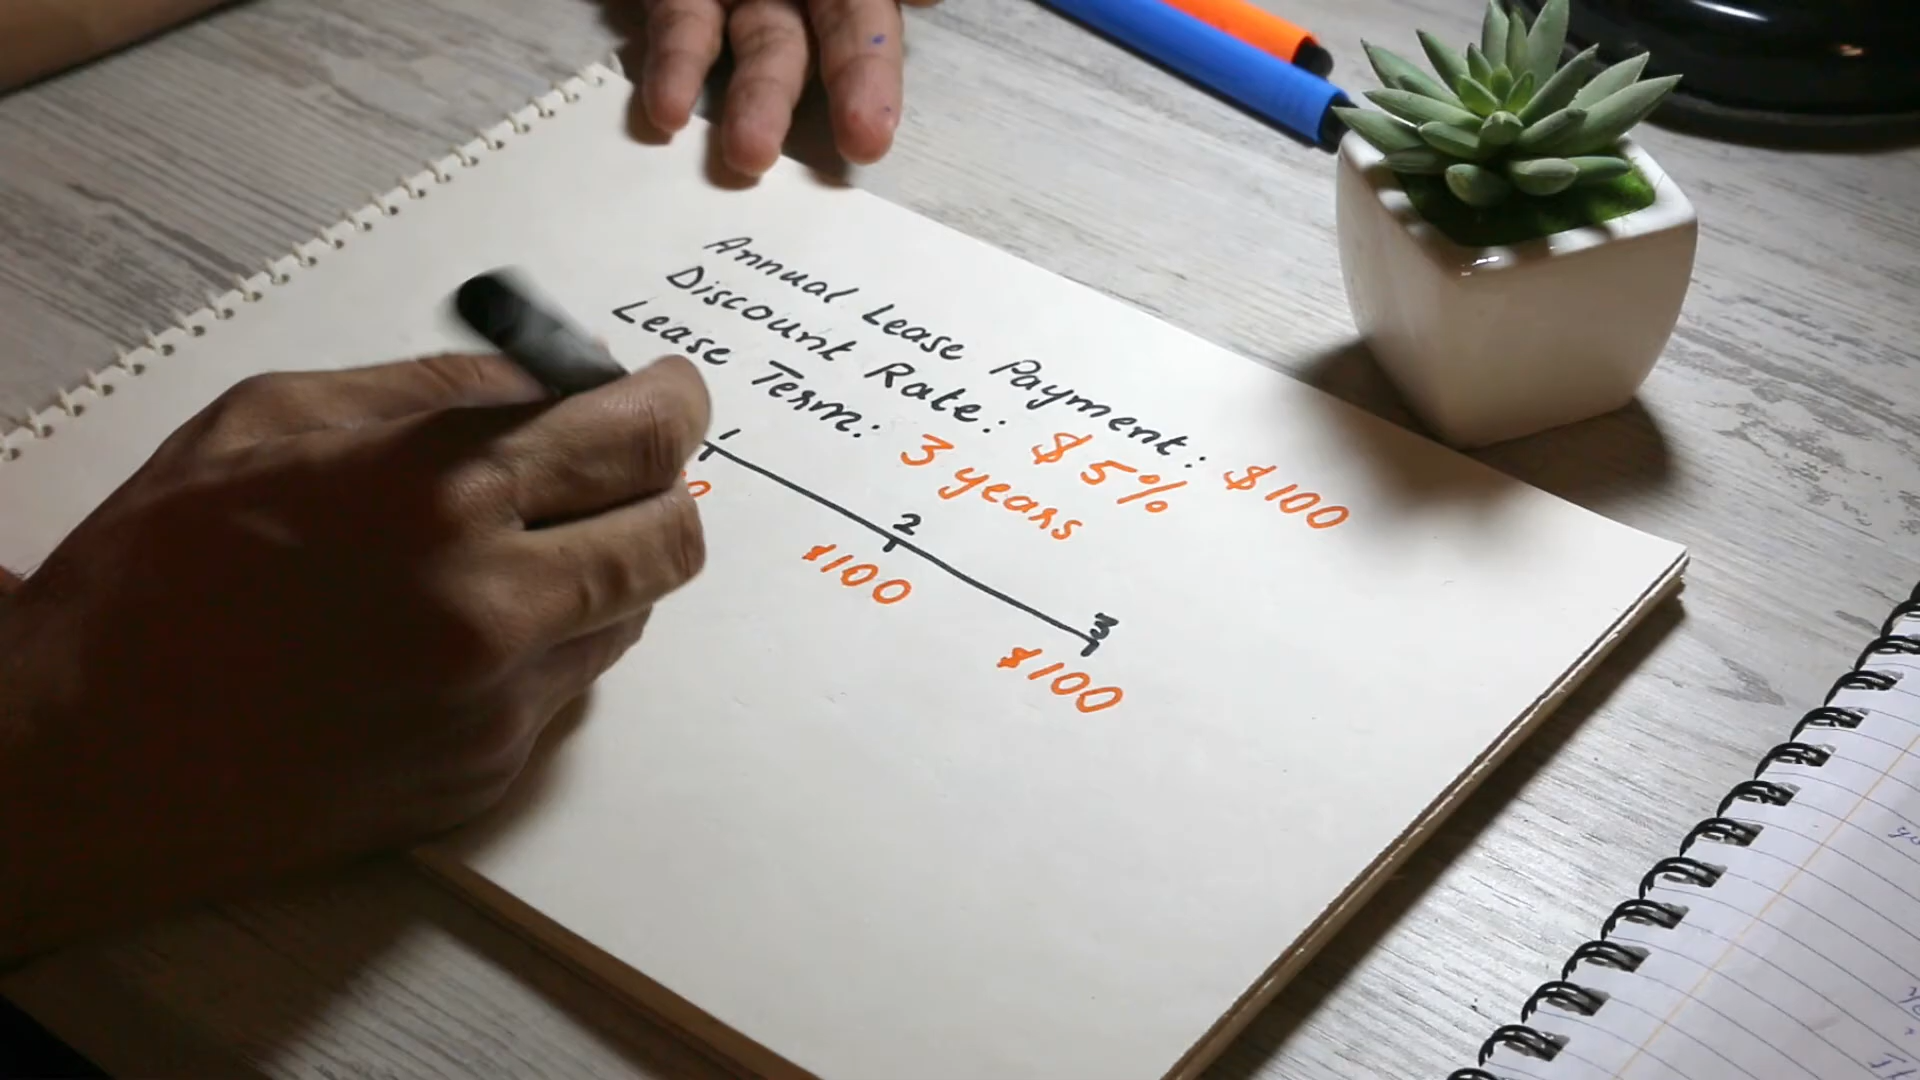 Annual Lease Payment: $100
Discount Rate: $5%
Lease Term: 3 years
1 2 3
$100 $100